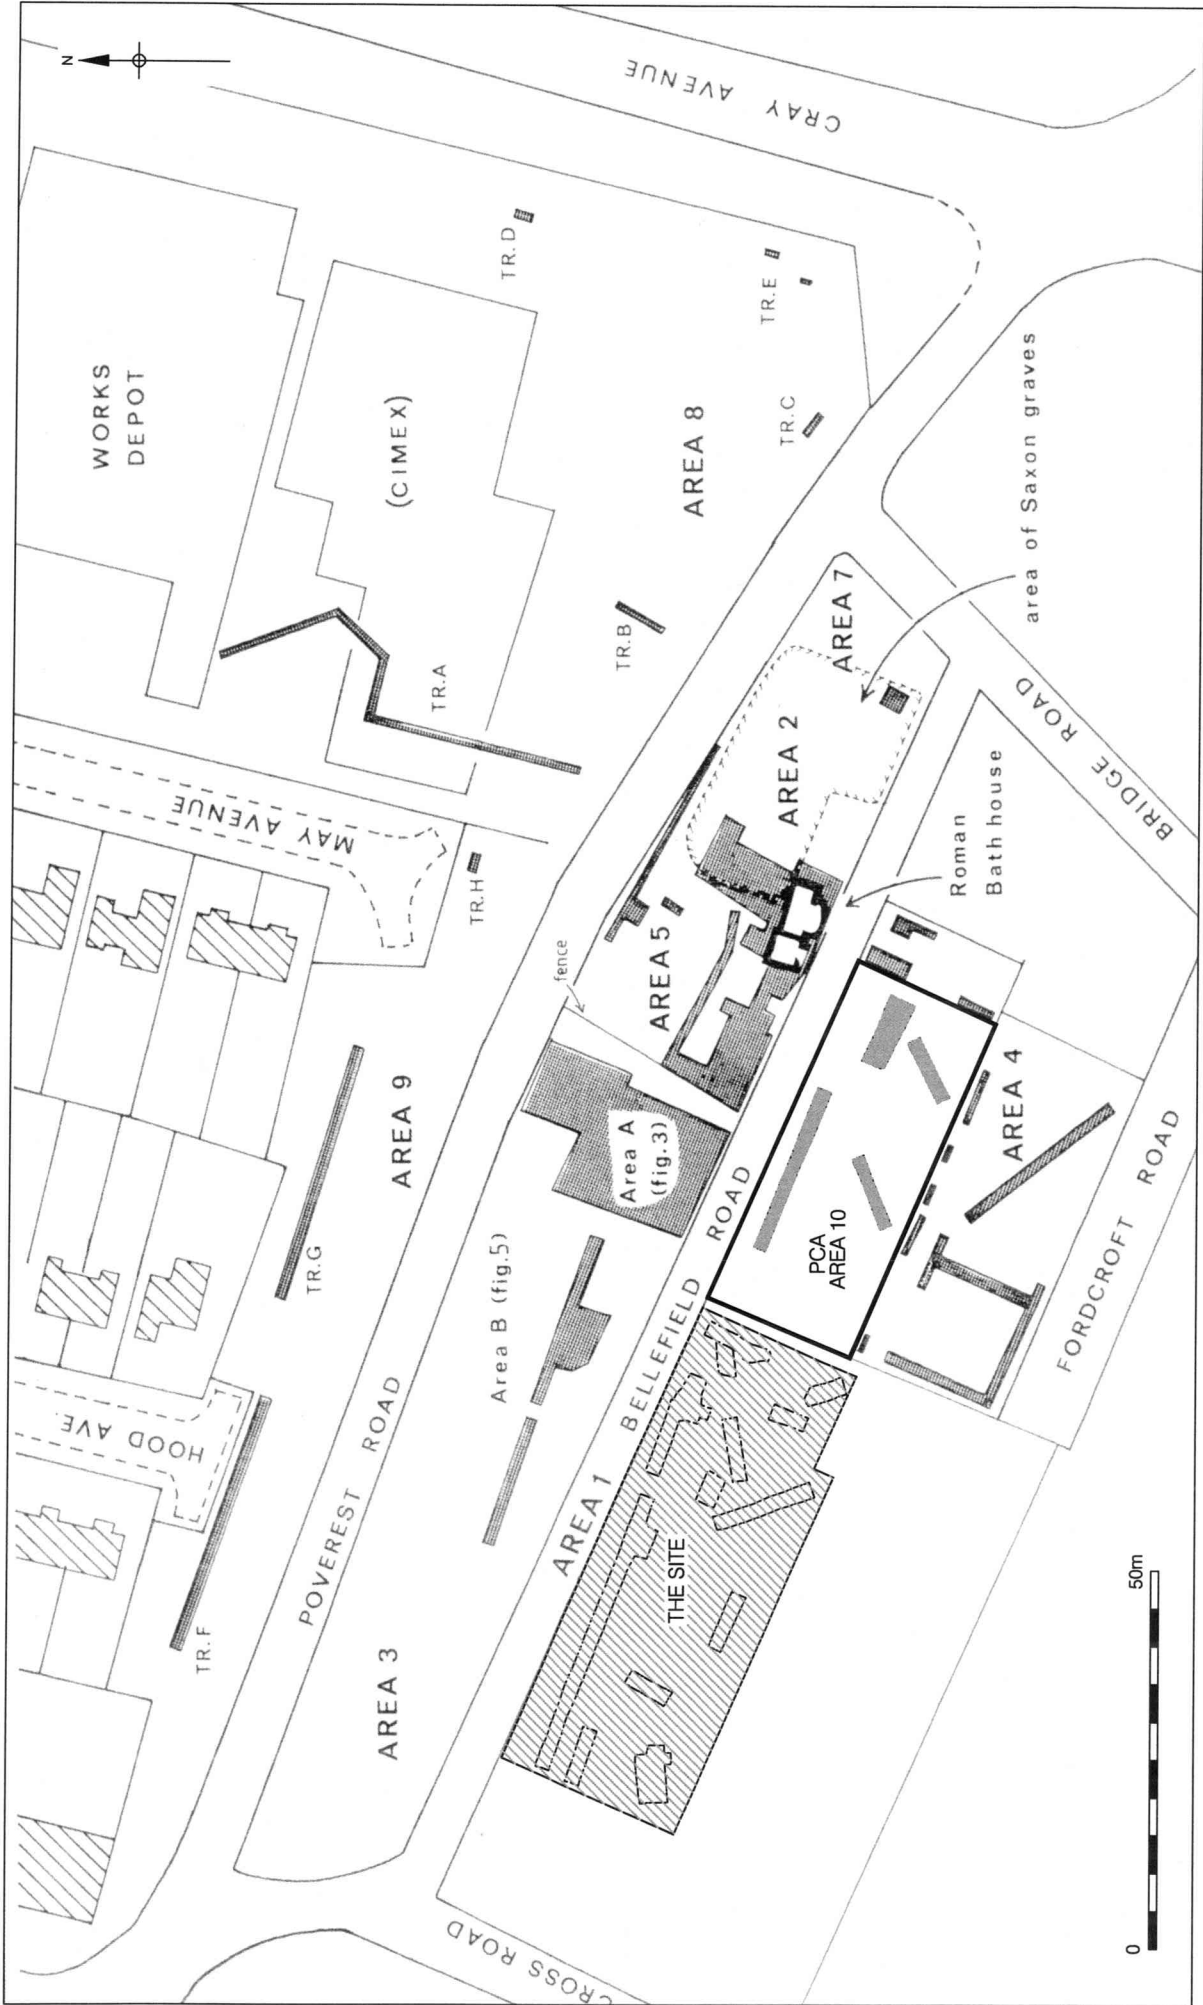 N
CRAY AVENUE
WORKS
DEPOT
(CIMEX)
TR.D
TR.E
TR.C
AREA 8
TR.B
TR.A
MAY AVENUE
TR.H
AREA 7
area of Saxon graves
AREA 2
AREA 5
fence
Roman
Bath house
BRIDGE ROAD
AREA 9
TR.G
Area A
(fig.3)
Area B (fig.5)
BELLEFIELD ROAD
PCA
AREA 10
AREA 4
FORDCROFT ROAD
HOOD AVE.
TR.F
POVEREST ROAD
AREA 1
THE SITE
AREA 3
CROSS ROAD
0
50m